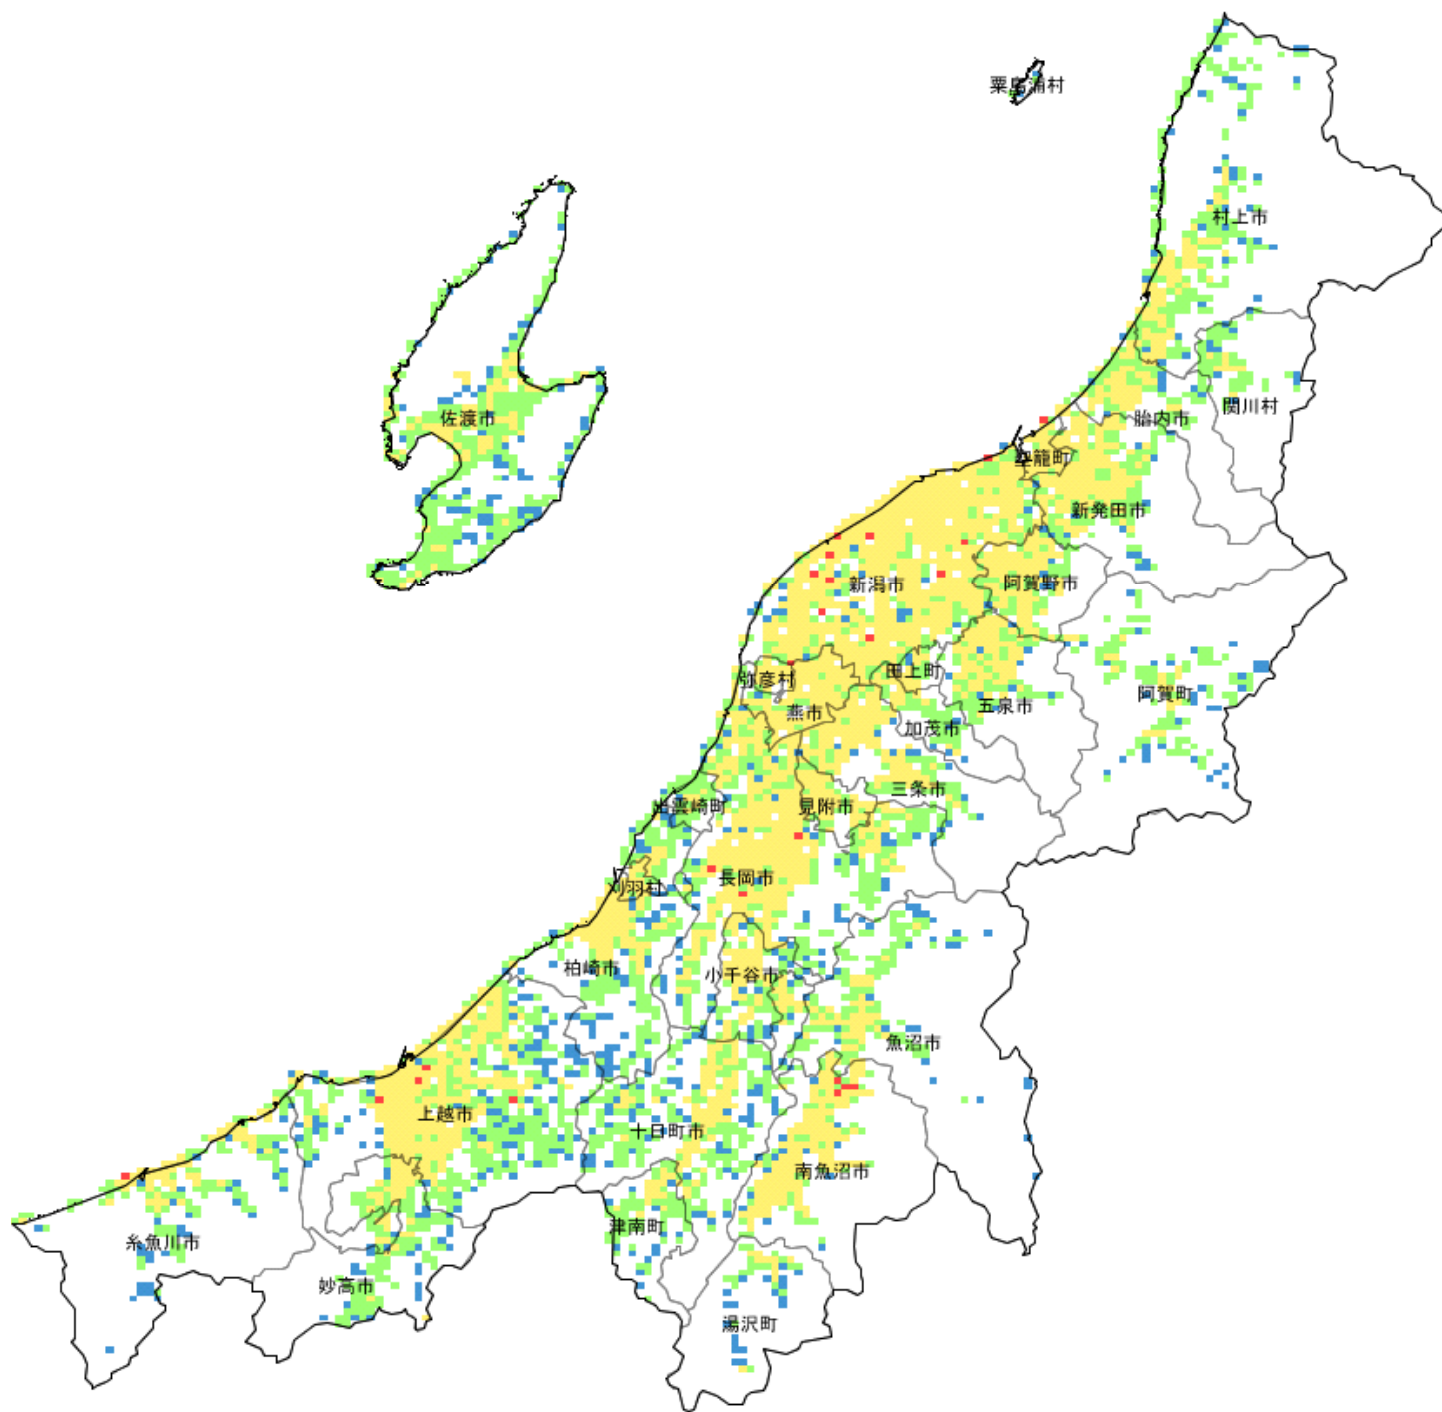 粟島浦村
村上市
関川村
胎内市
佐渡市
聖籠町
新発田市
新潟市
阿賀野市
田上町
弥彦村
阿賀町
五泉市
燕市
加茂市
三条市
出雲崎町
見附市
長岡市
刈羽村
柏崎市
小千谷市
魚沼市
上越市
十日町市
南魚沼市
津南町
糸魚川市
妙高市
湯沢町